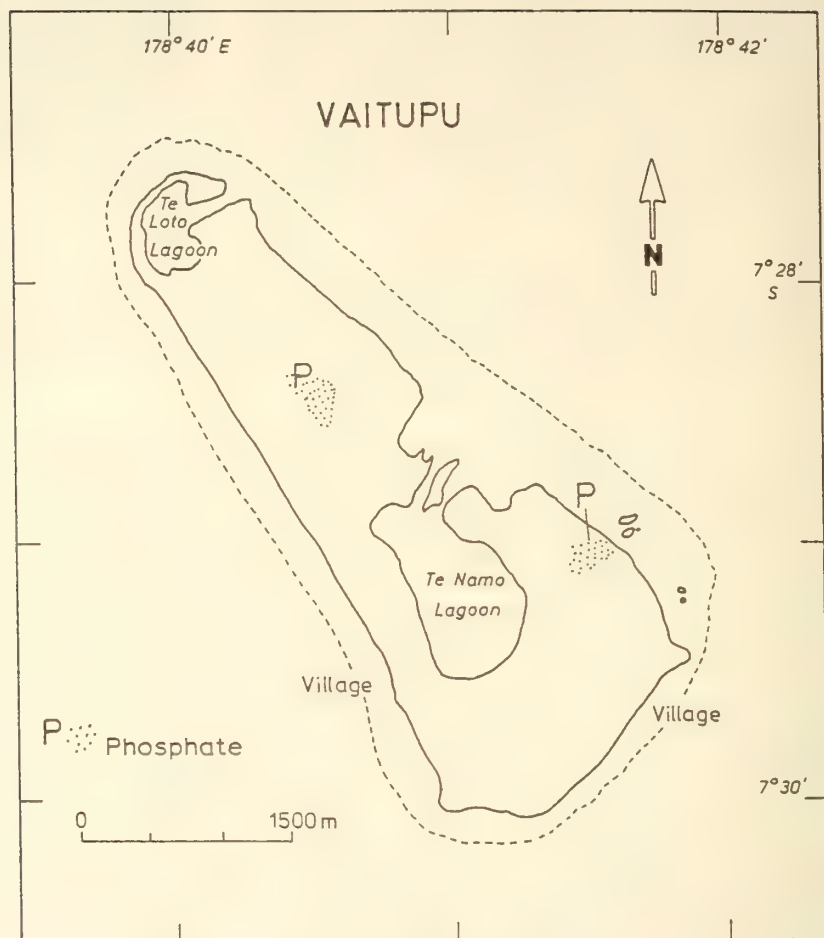 178° 40' E
178° 42'
VAITUPU
N
Te
Loto
Lagoon
7° 28'
S
P
P
Te Namo
Lagoon
Village
Village
P Phosphate
7° 30'
0 1500 m